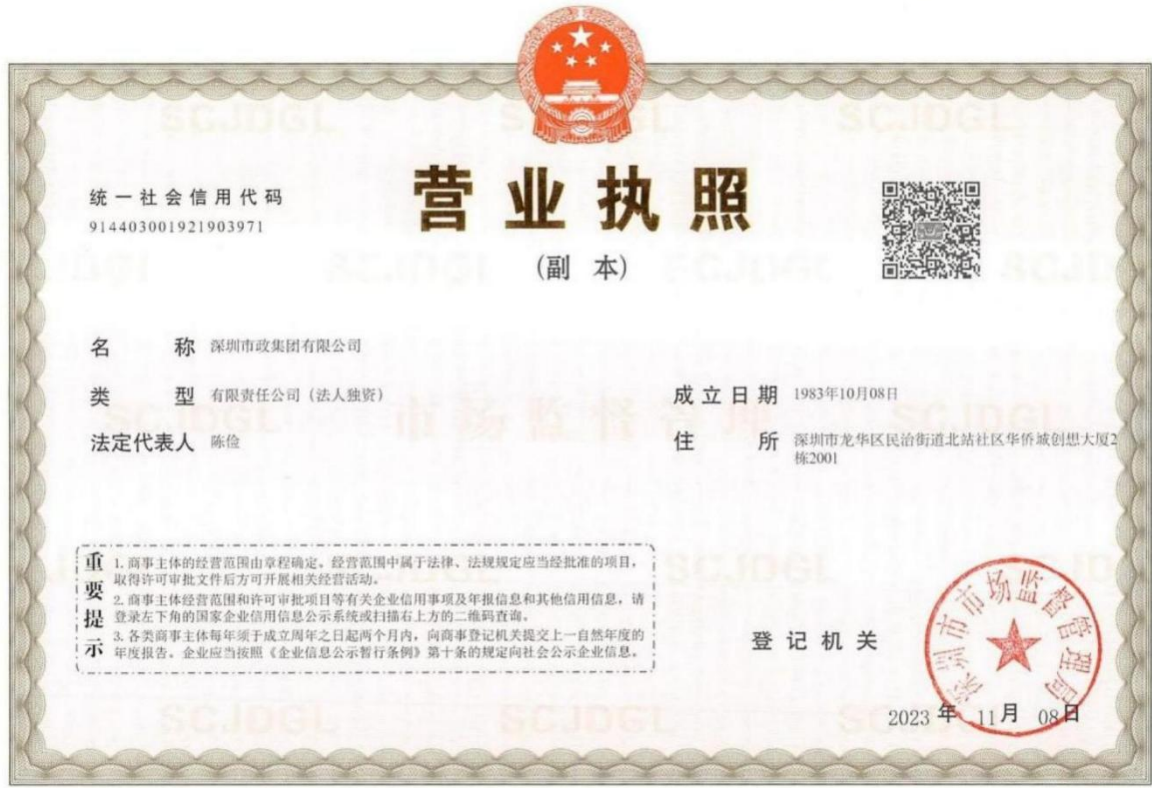 营业执照
(副 本)
统一社会信用代码
914403001921903971
名 称 深圳市政集团有限公司
类 型 有限责任公司（法人独资）
法定代表人 陈俭
成立日期 1983年10月08日
住 所 深圳市龙华区民治街道北站社区华侨城创想大厦2
栋2001
重要提示
1. 商事主体的经营范围由章程确定。经营范围中属于法律、法规规定应当经批准的项目，
取得许可审批文件后方可开展相关经营活动。
2. 商事主体经营范围和许可审批项目等有关企业信用事项及年报信息和其他信用信息，请
登录左下角的国家企业信用信息公示系统或扫描右上方的二维码查询。
3. 各类商事主体每年须于成立周年之日起两个月内，向商事登记机关提交上一自然年度的
年度报告。企业应当按照《企业信息公示暂行条例》第十条的规定向社会公示企业信息。
登记机关
深圳市市场监督管理局
2023 年 11月 08日
SCJDGL
市场监督管理